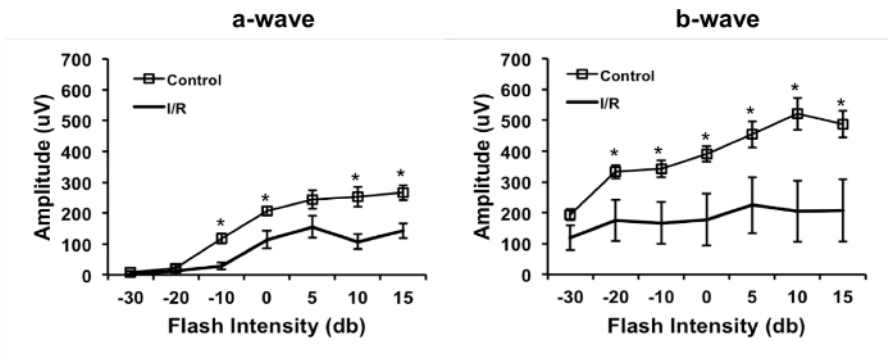 a-wave
700
600
500
400
300
200
100
0
Amplitude (uV)
Control
I/R
*
*
*
*
-30 -20 -10 0 5 10 15
Flash Intensity (db)
b-wave
700
600
500
400
300
200
100
0
Amplitude (uV)
Control
I/R
*
*
*
*
*
*
-30 -20 -10 0 5 10 15
Flash Intensity (db)